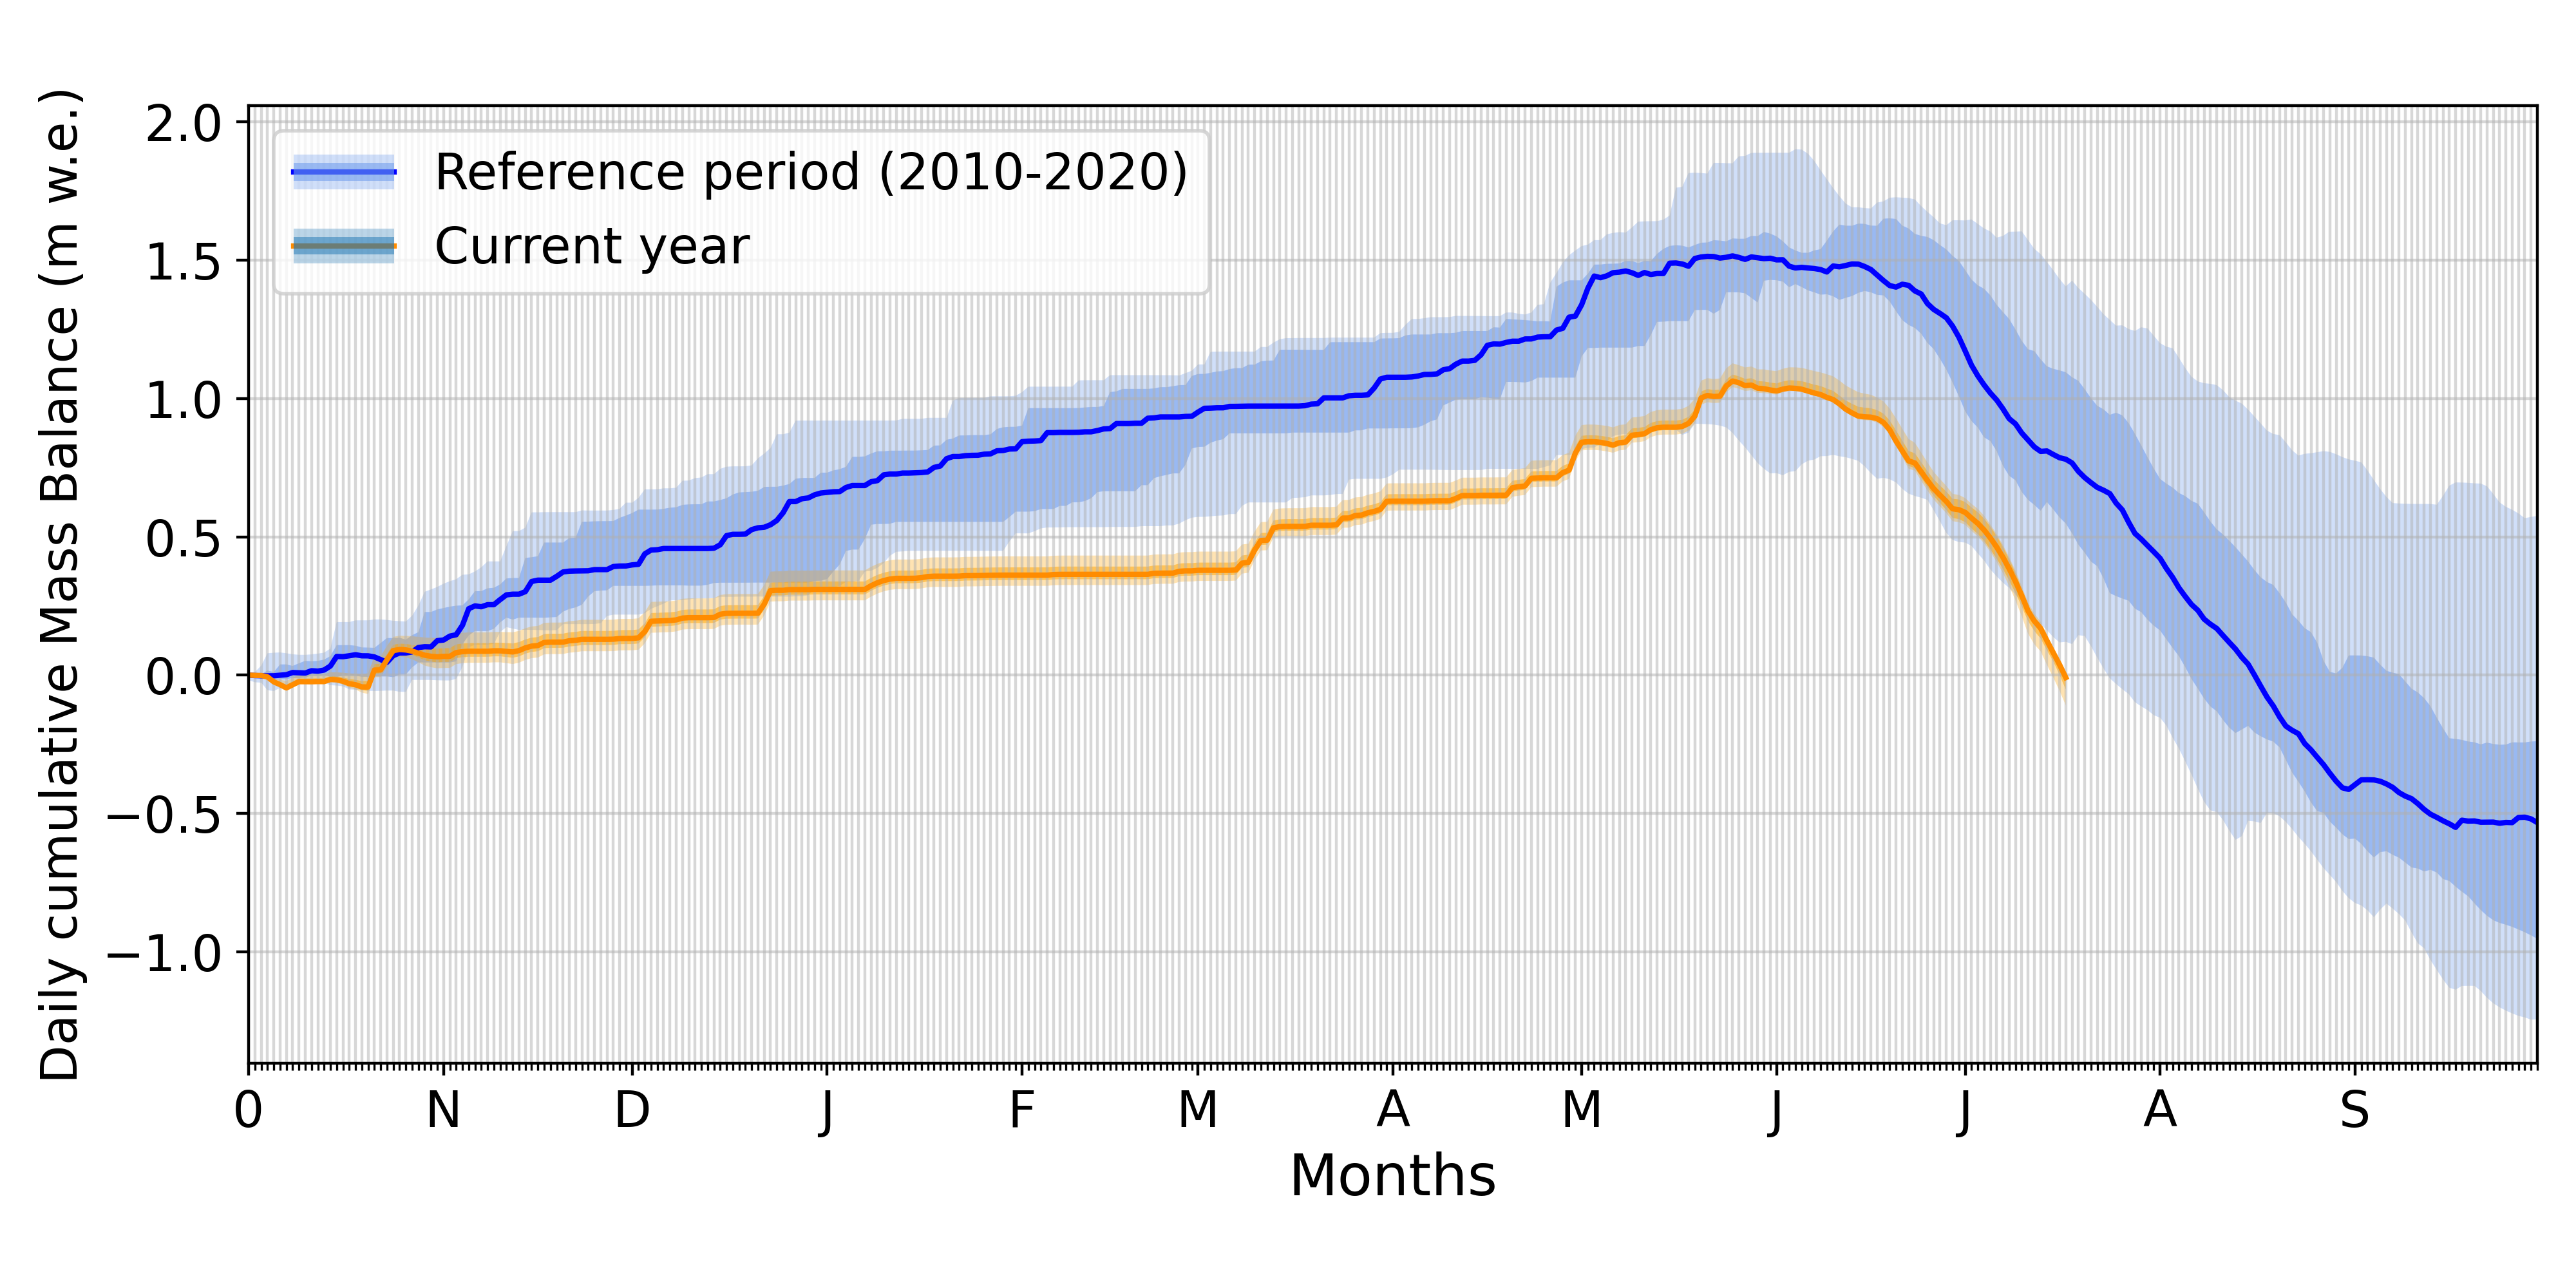 Daily cumulative Mass Balance (m w.e.)
2.0
1.5
1.0
0.5
0.0
−0.5
−1.0
Reference period (2010-2020)
Current year
0 N D J F M A M J J A S
Months